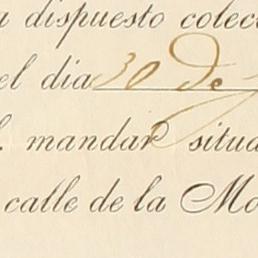 a dispuesto colec
el dia 30 De
. mandar situa
calle de la Mo